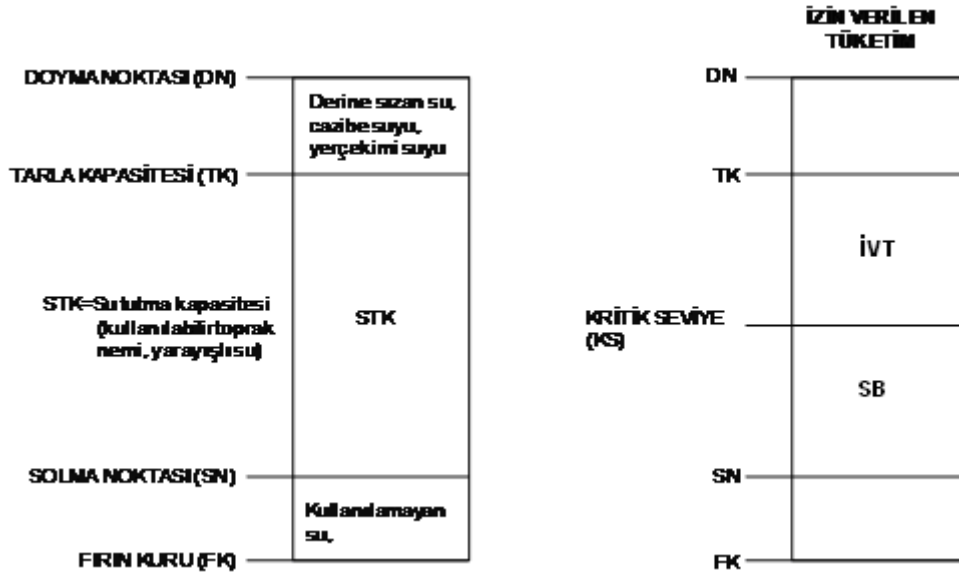 DOYMA NOKTASI (DN)
Derine sızan su,
cazibe suyu,
yerçekimi suyu
TARLA KAPASİTESİ (TK)
STK=Su tutma kapasitesi
(kullanılabilir toprak
nemi, yarayışlı su)
STK
SOLMA NOKTASI (SN)
Kullanılamayan
su,
FIRIN KURU (FK)
İZİN VERİLEN
TÜKETİM
DN
TK
İVT
KRİTİK SEVİYE
(KS)
SB
SN
FK